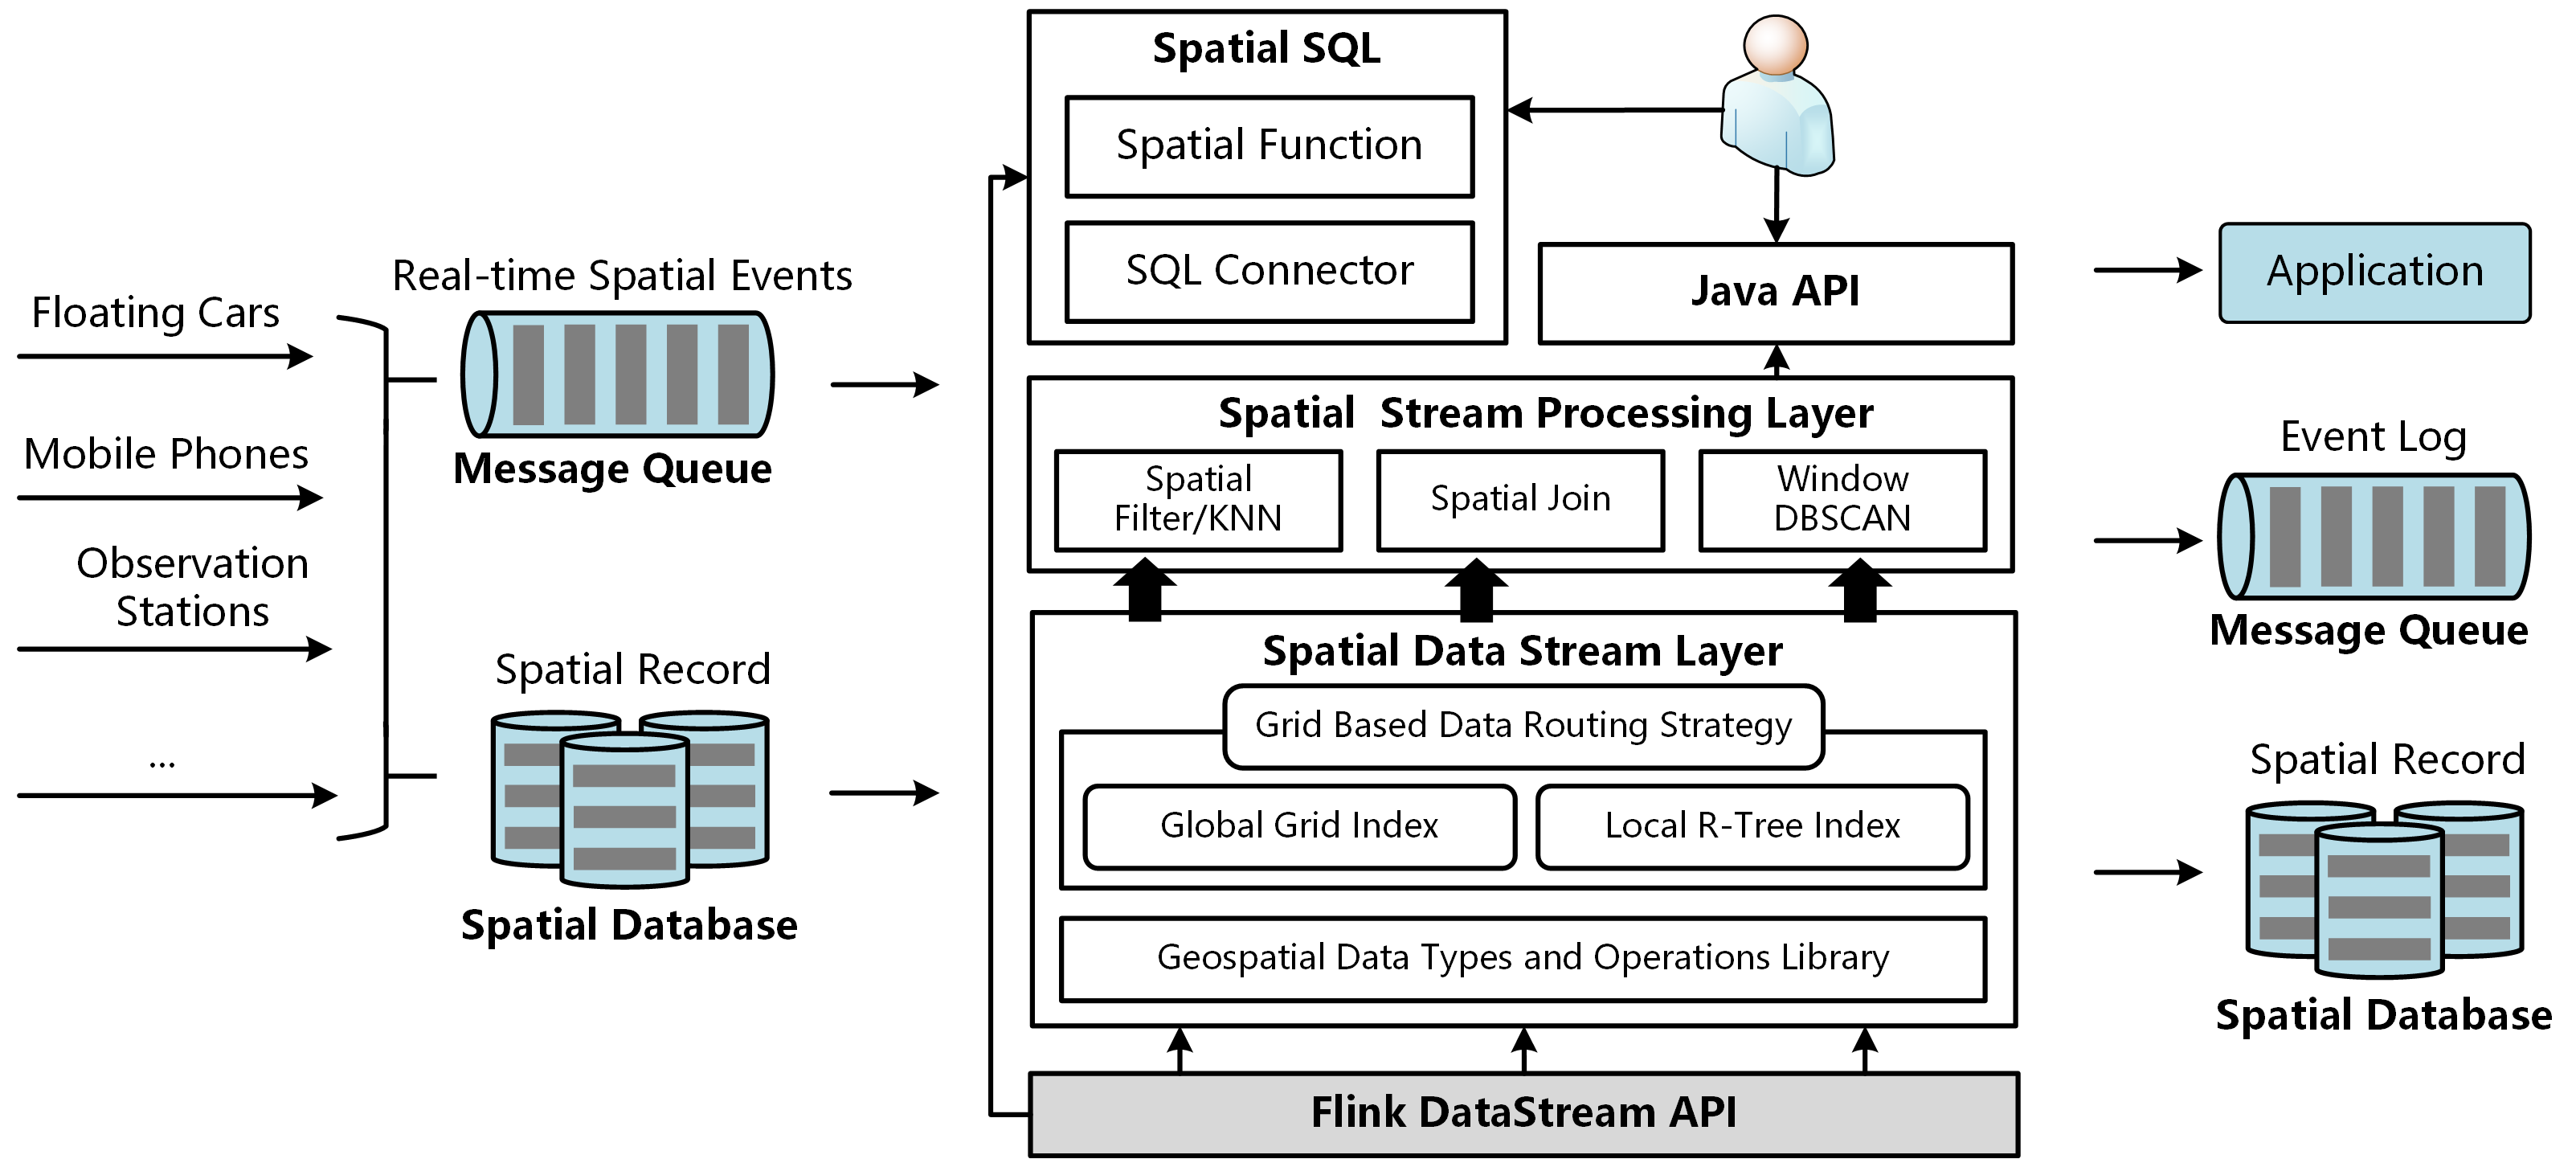 Floating Cars
Mobile Phones
Observation
Stations
...
Real-time Spatial Events
Message Queue
Spatial Record
Spatial Database
Spatial SQL
Spatial Function
SQL Connector
Java API
Spatial Stream Processing Layer
Spatial
Filter/KNN
Spatial Join
Window
DBSCAN
Spatial Data Stream Layer
Grid Based Data Routing Strategy
Global Grid Index
Local R-Tree Index
Geospatial Data Types and Operations Library
Flink DataStream API
Application
Event Log
Message Queue
Spatial Record
Spatial Database